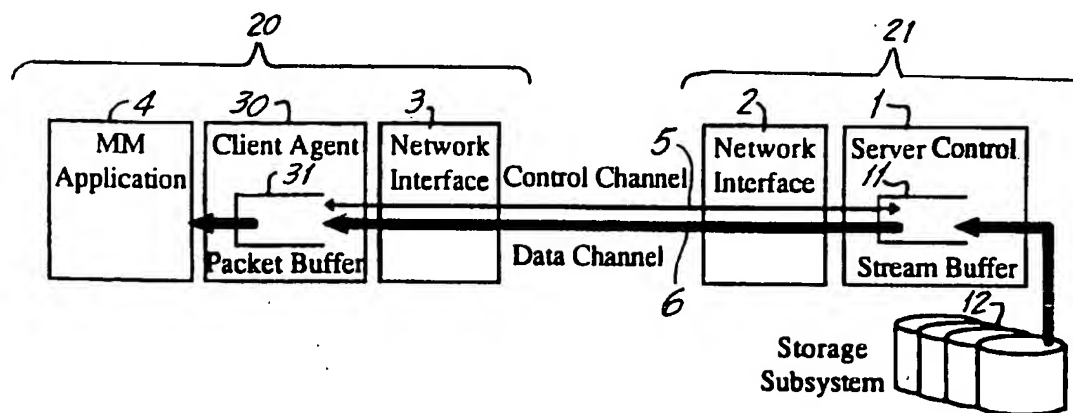 20
21
4
30
3
2
1
MM
Application
Client Agent
31
Packet Buffer
Network
Interface
Control Channel
5
Data Channel
6
Network
Interface
Server Control
11
Stream Buffer
12
Storage
Subsystem